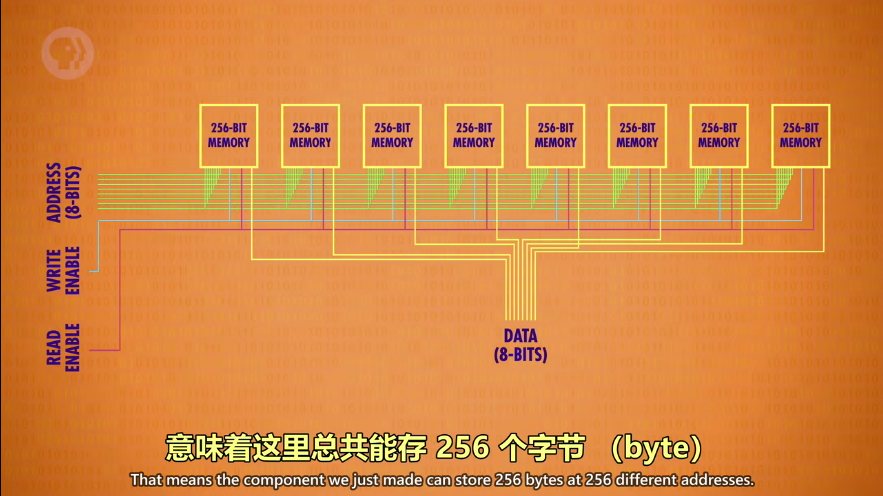 256-BIT
MEMORY
256-BIT
MEMORY
256-BIT
MEMORY
256-BIT
MEMORY
256-BIT
MEMORY
256-BIT
MEMORY
256-BIT
MEMORY
256-BIT
MEMORY
ADDRESS
(8-BITS)
WRITE
ENABLE
READ
ENABLE
DATA
(8-BITS)
意味着这里总共能存 256 个字节 （byte）
That means the component we just made can store 256 bytes at 256 different addresses.